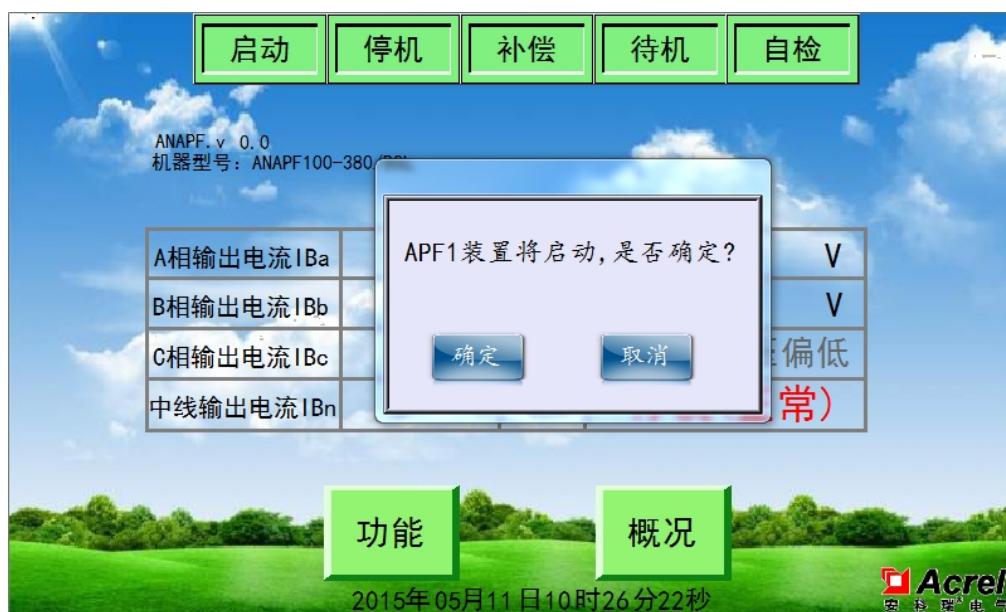 启动 停机 补偿 待机 自检
ANAPF.v 0.0
机器型号: ANAPF100-380
APF1装置将启动,是否确定?
确定 取消
A相输出电流IBa V
B相输出电流IBb V
C相输出电流IBc 偏低
中线输出电流IBn 常)
功能 概况
2015年05月11日10时26分22秒
Acrel
安科瑞电气